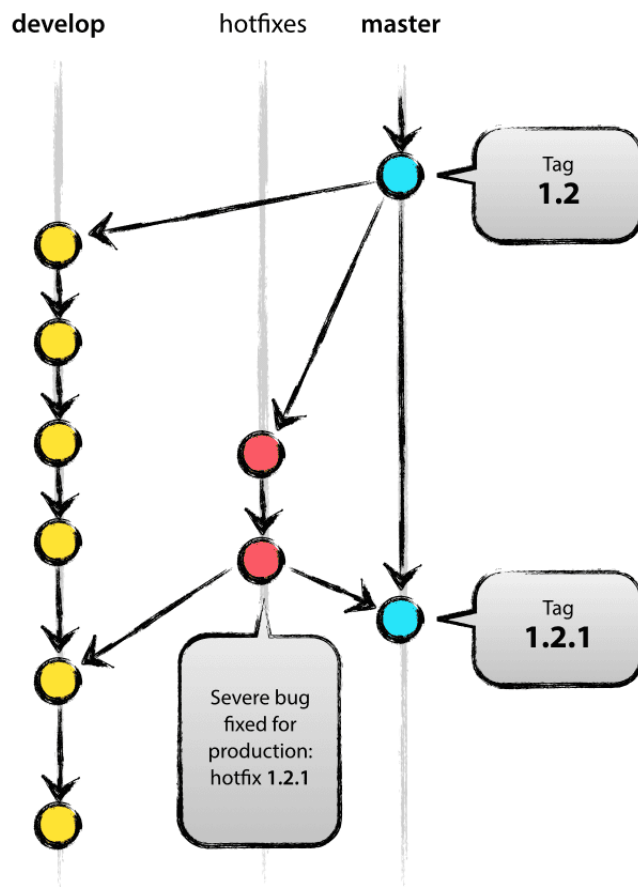 develop hotfixes master
Tag
1.2
Tag
1.2.1
Severe bug
fixed for
production:
hotfix 1.2.1